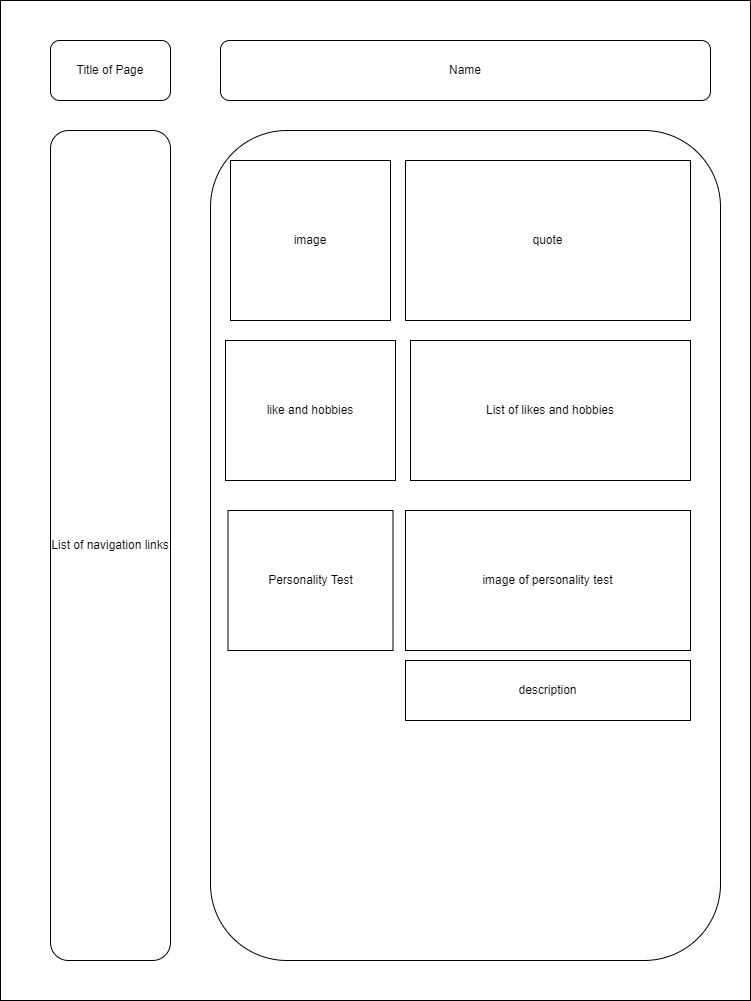 Title of Page
Name
image
quote
like and hobbies
List of likes and hobbies
List of navigation links
Personality Test
image of personality test
description